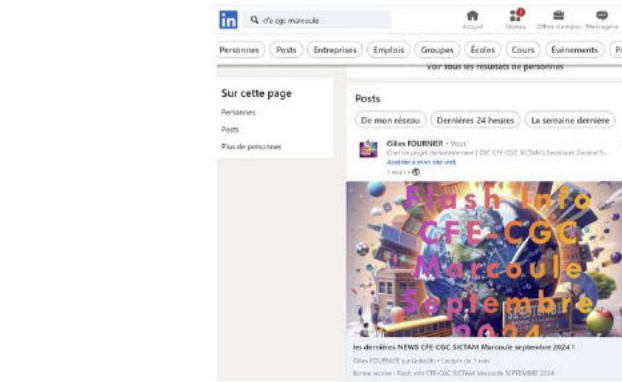 in
cfe cgc marcoule
Accueil Réseau Offres d'emploi Messagerie
Personnes Posts Entreprises Emplois Groupes Écoles Cours Événements
Voir tous les résultats de personnes
Sur cette page
Personnes
Posts
Plus de personnes
Posts
De mon réseau Dernières 24 heures La semaine dernière
Gilles FOURNIER • Vous
Accédez à mon site web
1 mois
Flash Info
CFE-CGC
Marcoule
Septembre
2024
SEPTEMBRE
les dernières NEWS CFE-CGC SICTAM Marcoule septembre 2024 !
Gilles FOURNIER sur LinkedIn • Lecture de 1 min
Bonne reprise ! Flash info CFE-CGC SICTAM Marcoule SEPTEMBRE 2024